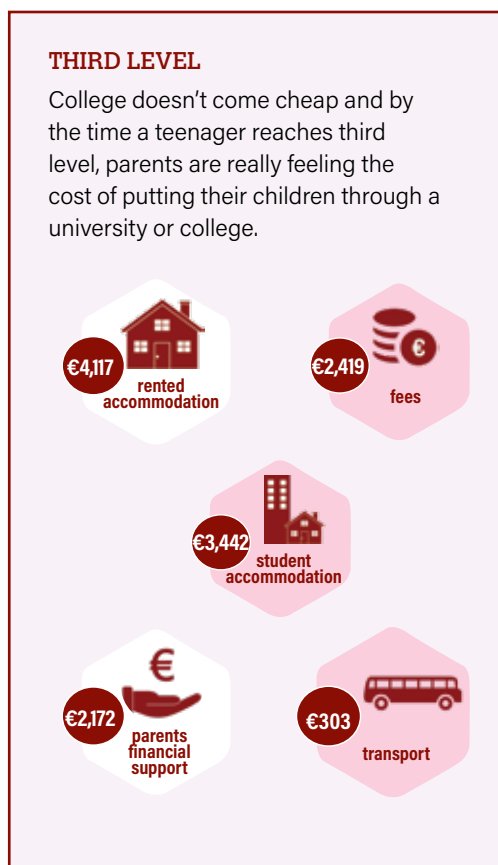 THIRD LEVEL
College doesn’t come cheap and by
the time a teenager reaches third
level, parents are really feeling the
cost of putting their children through a
university or college.
€4,117
rented
accommodation
€2,419
€
fees
€3,442
student
accommodation
€
€2,172
parents
financial
support
€303
transport